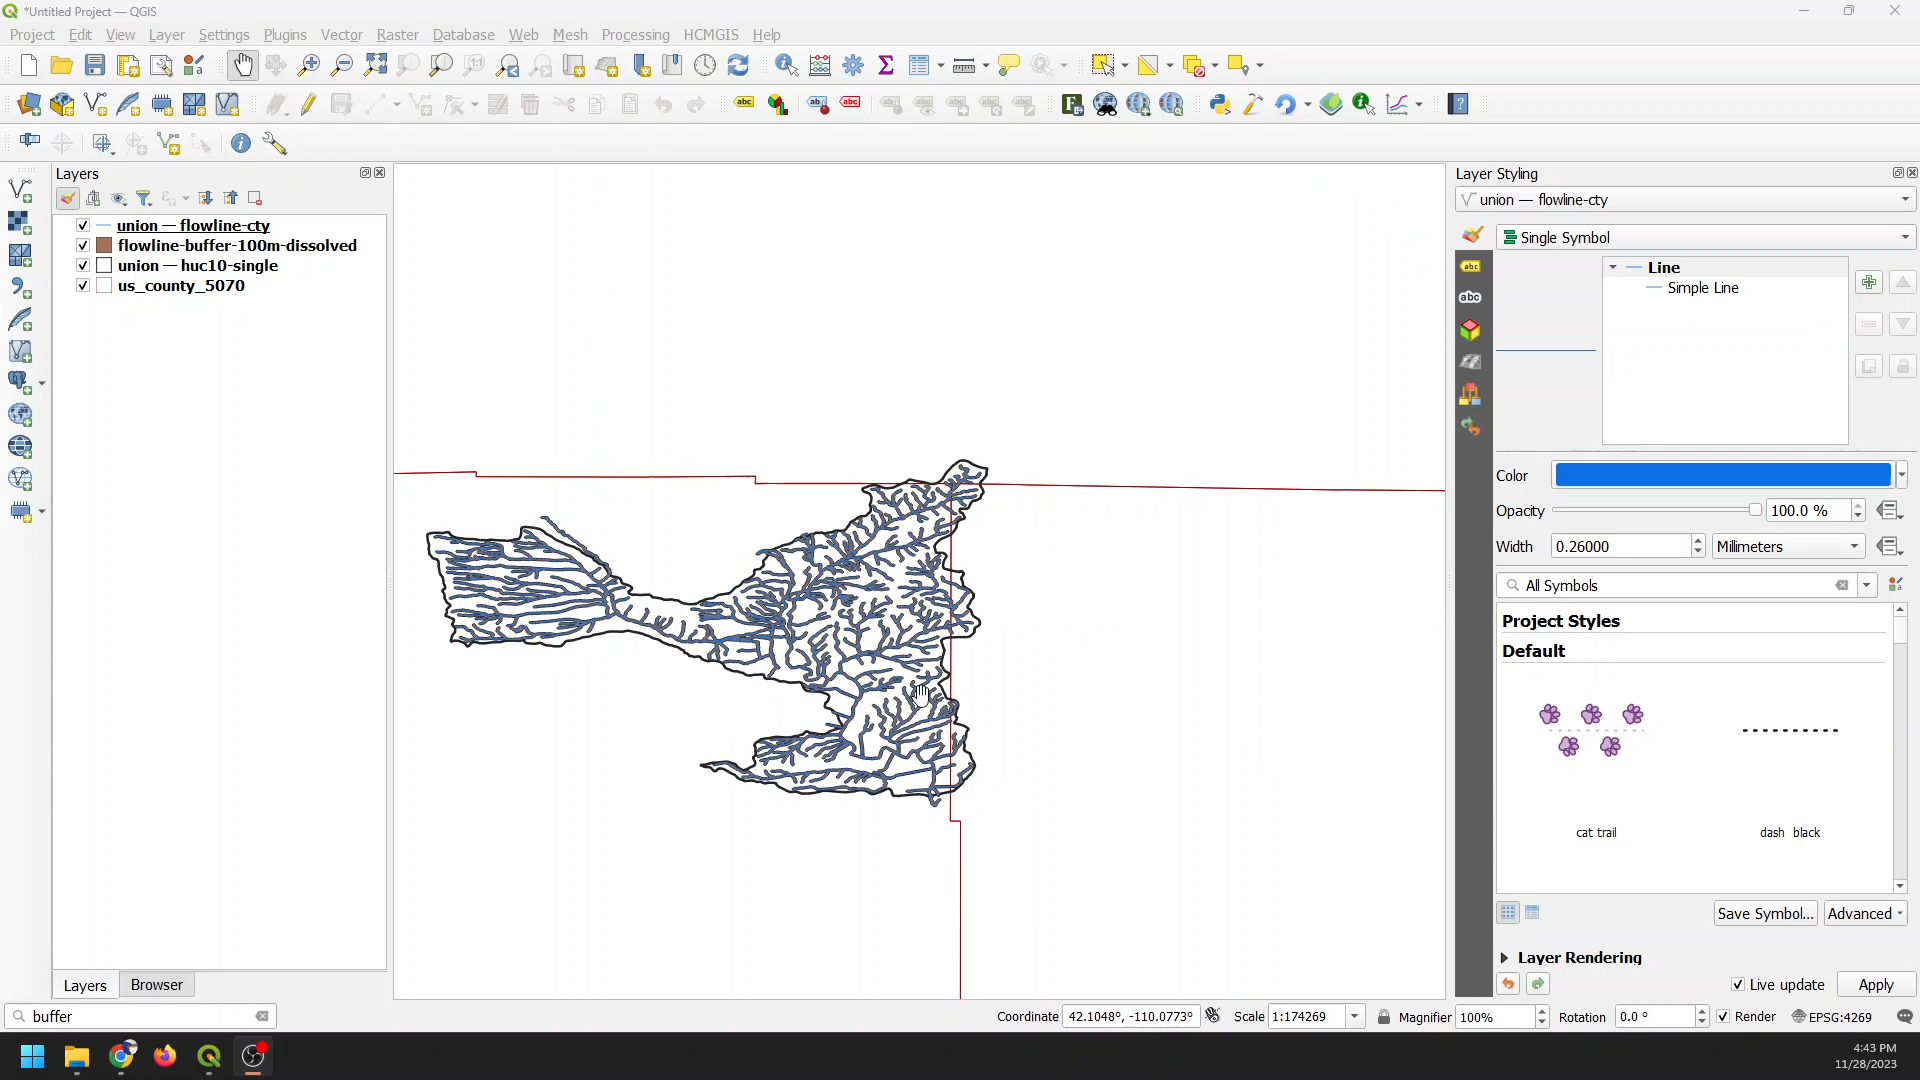 *Untitled Project — QGIS
Project Edit View Layer Settings Plugins Vector Raster Database Web Mesh Processing HCMGIS Help
Layers
union — flowline-cty
flowline-buffer-100m-dissolved
union — huc10-single
us_county_5070
Layers Browser
buffer
Layer Styling
union — flowline-cty
Single Symbol
Line
Simple Line
Color
Opacity 100.0 %
Width 0.26000 Millimeters
All Symbols
Project Styles
Default
cat trail dash black
Save Symbol... Advanced
Layer Rendering
Live update Apply
Coordinate 42.1048°, -110.0773° Scale 1:174269 Magnifier 100% Rotation 0.0 ° Render EPSG:4269
4:43 PM
11/28/2023